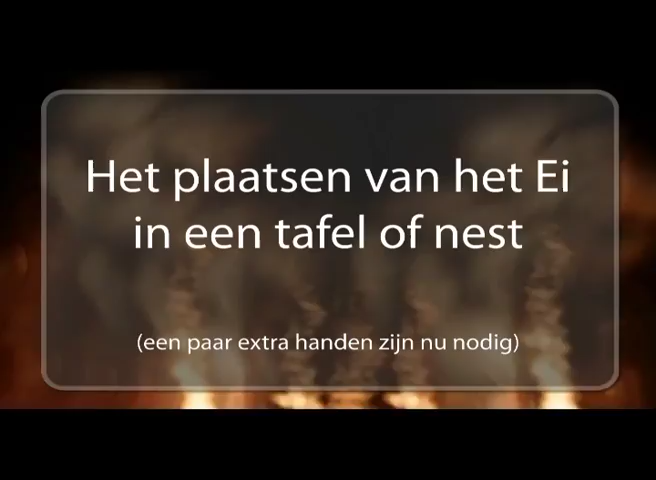 Het plaatsen van het Ei
in een tafel of nest
(een paar extra handen zijn nu nodig)